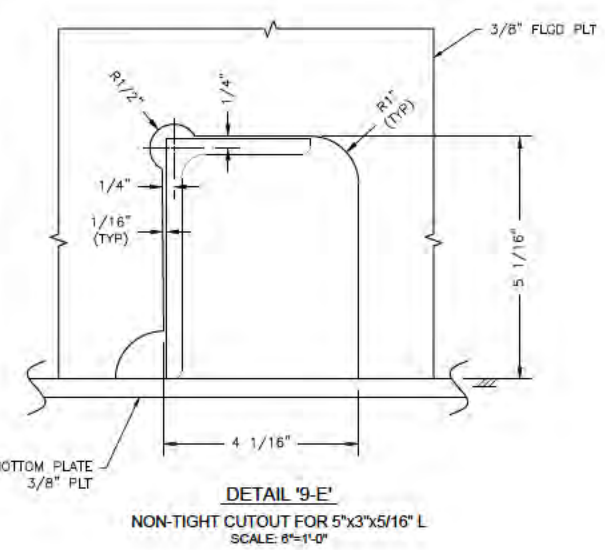 3/8" FLGD PLT
R1/2"
1/4"
R1"
(TYP)
1/4"
1/16"
(TYP)
5 1/16"
4 1/16"
BOTTOM PLATE
3/8" PLT
DETAIL '9-E'
NON-TIGHT CUTOUT FOR 5"x3"x5/16" L
SCALE: 6"=1'-0"